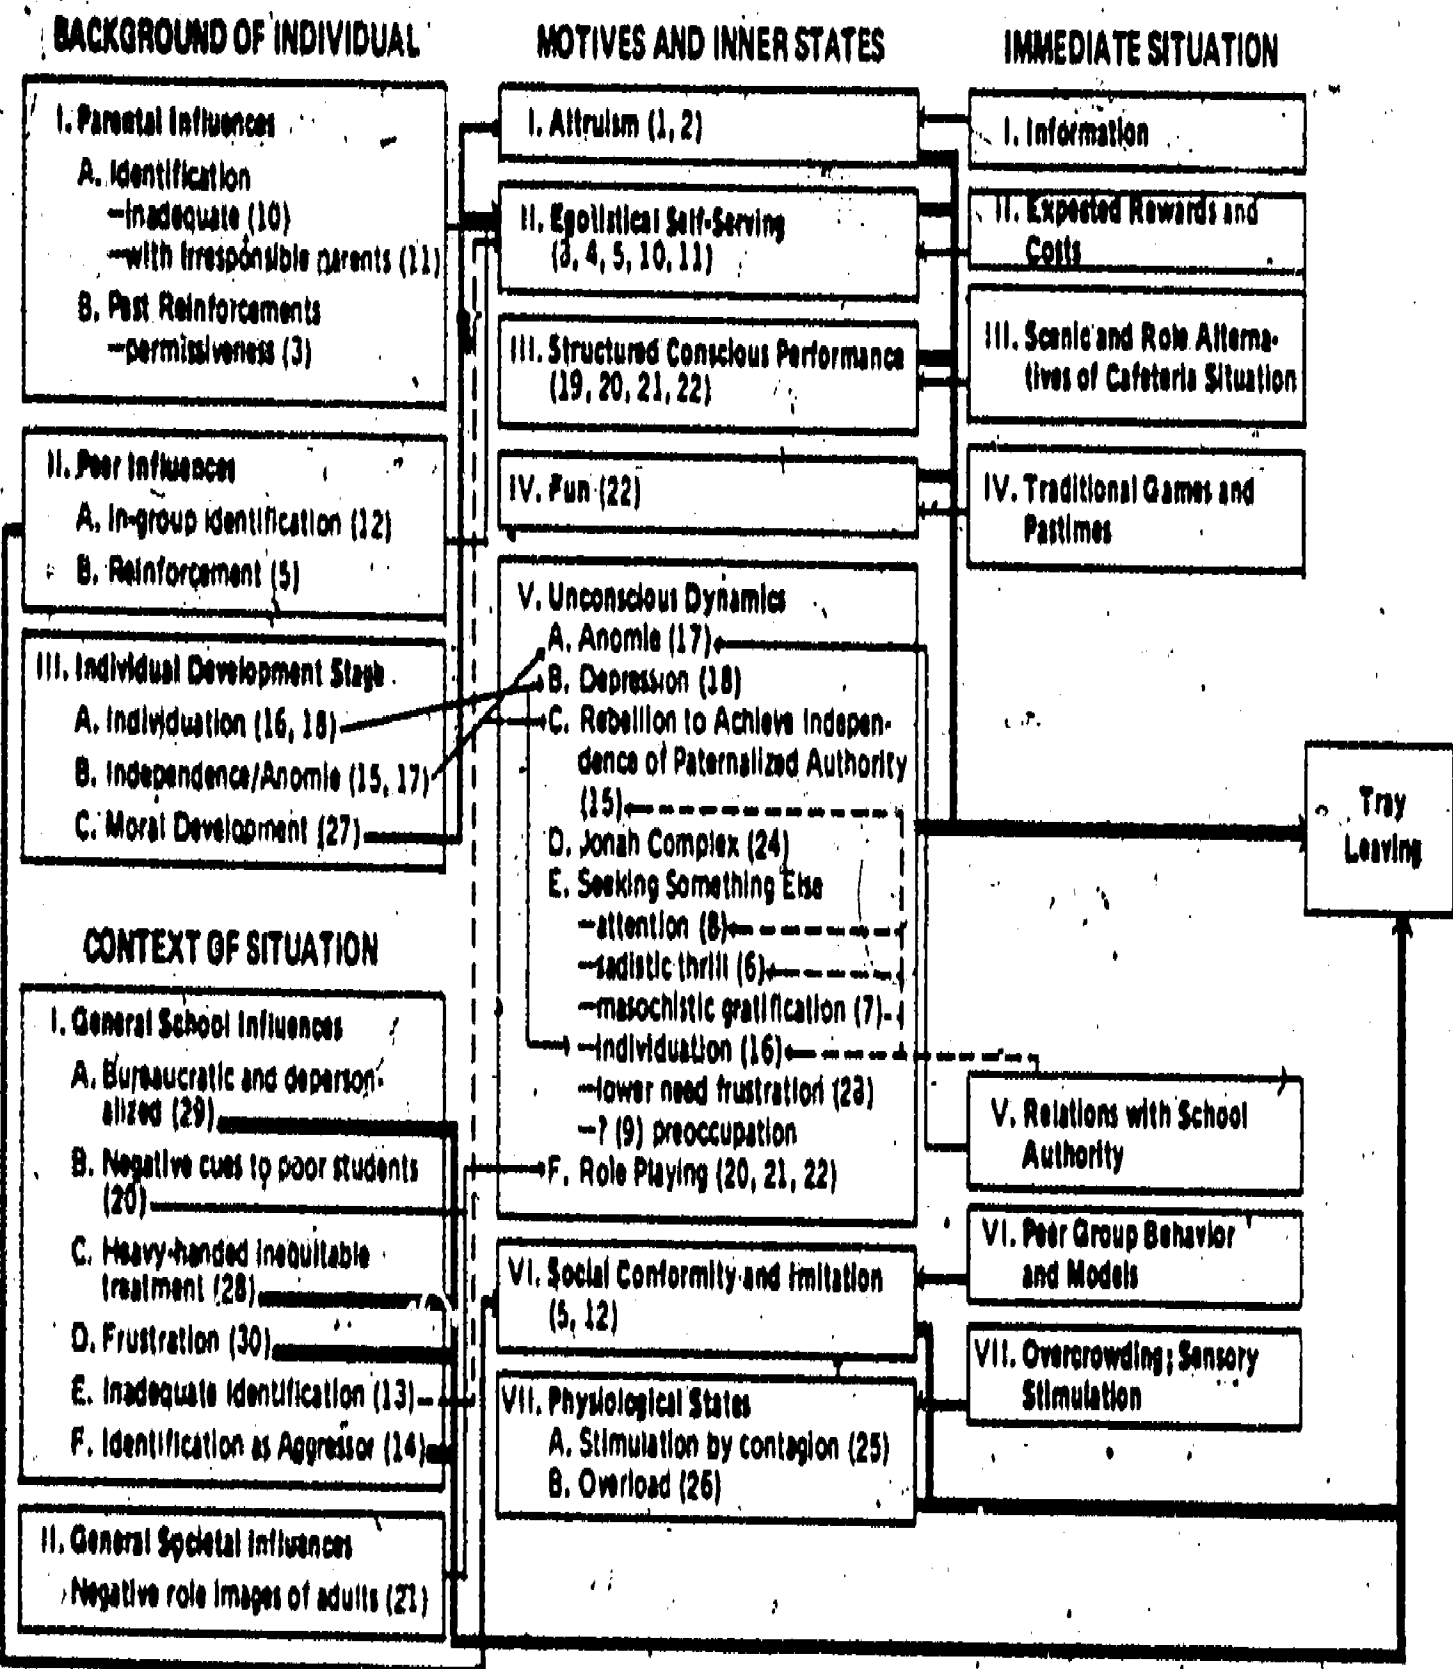 BACKGROUND OF INDIVIDUAL
I. Parental Influences
A. Identification
—inadequate (10)
—with irresponsible parents (11)
B. Past Reinforcements
—permissiveness (3)
II. Peer Influences
A. In-group identification (12)
B. Reinforcement (5)
III. Individual Development Stage
A. Individuation (16, 18)
B. Independence/Anomie (15, 17)
C. Moral Development (27)
CONTEXT OF SITUATION
I. General School Influences
A. Bureaucratic and deperson-
alized (29)
B. Negative cues to poor students
(20)
C. Heavy-handed inequitable
treatment (28)
D. Frustration (30)
E. Inadequate Identification (13)
F. Identification as Aggressor (14)
II. General Societal Influences
Negative role images of adults (21)
MOTIVES AND INNER STATES
I. Altruism (1, 2)
II. Egotistical Self-Serving
(3, 4, 5, 10, 11)
III. Structured Conscious Performance
(19, 20, 21, 22)
IV. Fun (22)
V. Unconscious Dynamics
A. Anomie (17)
B. Depression (18)
C. Rebellion to Achieve Indepen-
dence of Paternalized Authority
(15)
D. Jonah Complex (24)
E. Seeking Something Else
—attention (8)
—sadistic thrill (6)
—masochistic gratification (7)
—individuation (16)
—lower need frustration (23)
—? (9) preoccupation
F. Role Playing (20, 21, 22)
VI. Social Conformity and Imitation
(5, 12)
VII. Physiological States
A. Stimulation by contagion (25)
B. Overload (26)
IMMEDIATE SITUATION
I. Information
II. Expected Rewards and
Costs
III. Scenic and Role Alterna-
tives of Cafeteria Situation
IV. Traditional Games and
Pastimes
V. Relations with School
Authority
VI. Peer Group Behavior
and Models
VII. Overcrowding; Sensory
Stimulation
Tray
Leaving